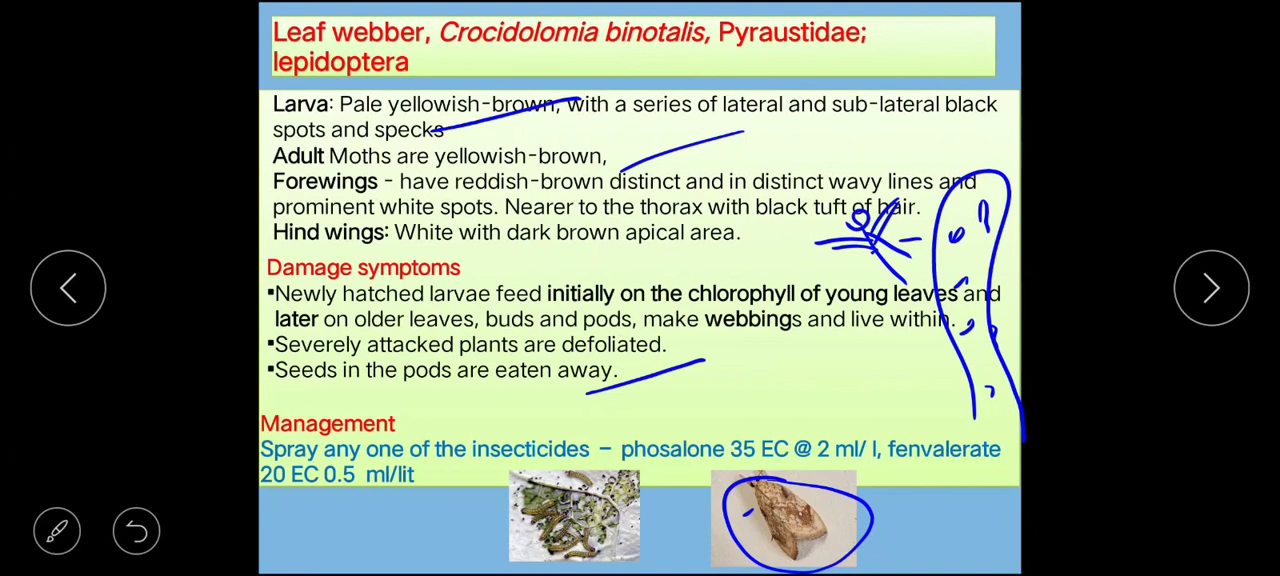 Leaf webber, Crocidolomia binotalis, Pyraustidae;
lepidoptera
Larva: Pale yellowish-brown, with a series of lateral and sub-lateral black
spots and specks
Adult Moths are yellowish-brown,
Forewings - have reddish-brown distinct and in distinct wavy lines and
prominent white spots. Nearer to the thorax with black tuft of hair.
Hind wings: White with dark brown apical area.
Damage symptoms
▪Newly hatched larvae feed initially on the chlorophyll of young leaves and
later on older leaves, buds and pods, make webbings and live within.
▪Severely attacked plants are defoliated.
▪Seeds in the pods are eaten away.
Management
Spray any one of the insecticides – phosalone 35 EC @ 2 ml/ l, fenvalerate
20 EC 0.5 ml/lit